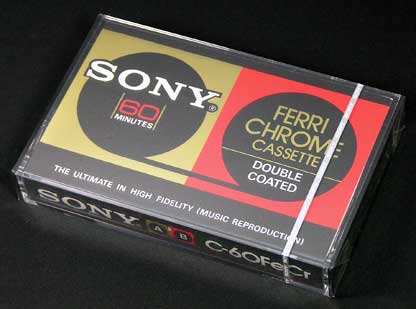 SONY®
60
MINUTES
FERRI
CHROME
CASSETTE
DOUBLE
COATED
THE ULTIMATE IN HIGH FIDELITY (MUSIC REPRODUCTION)
SONY A B C-60FeCr